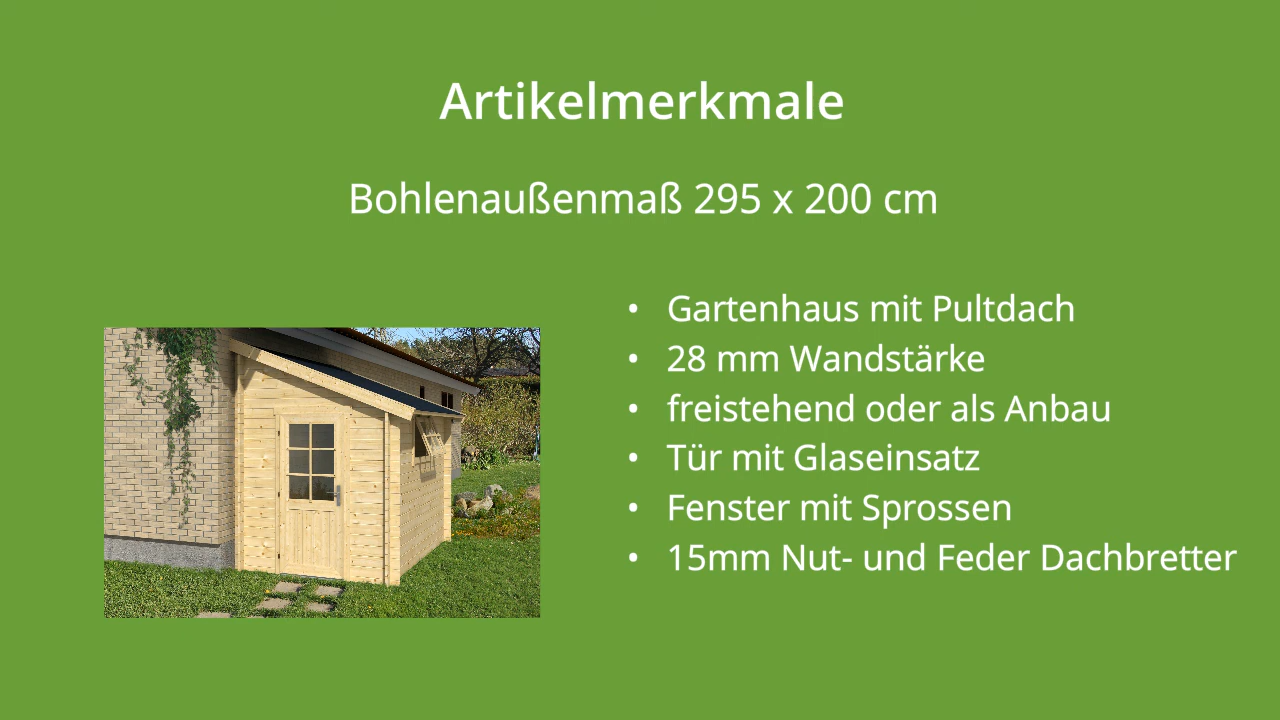 Artikelmerkmale
Bohlenaußenmaß 295 x 200 cm
• Gartenhaus mit Pultdach
• 28 mm Wandstärke
• freistehend oder als Anbau
• Tür mit Glaseinsatz
• Fenster mit Sprossen
• 15mm Nut- und Feder Dachbretter